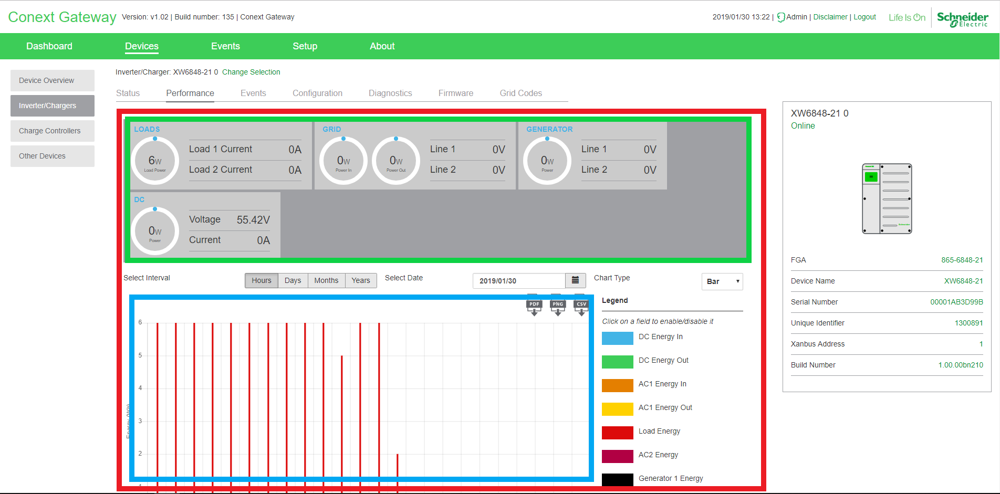 Conext Gateway Version: v1.02 | Build number: 135 | Conext Gateway
2019/01/30 13:22 | Admin | Disclaimer | Logout
Life Is On
Schneider
Electric
Dashboard Devices Events Setup About
Device Overview
Inverter/Chargers
Charge Controllers
Other Devices
Inverter/Charger: XW6848-21 0 Change Selection
Status Performance Events Configuration Diagnostics Firmware Grid Codes
LOADS
6W
Load Power
Load 1 Current 0A
Load 2 Current 0A
GRID
0W
Power In
0W
Power Out
Line 1 0V
Line 2 0V
GENERATOR
0W
Power
Line 1 0V
Line 2 0V
DC
0W
Power
Voltage 55.42V
Current 0A
Select Interval Hours Days Months Years Select Date 2019/01/30 Chart Type Bar
PDF PNG CSV
6
5
4
3
2
Energy (Wh)
Legend
Click on a field to enable/disable it
DC Energy In
DC Energy Out
AC1 Energy In
AC1 Energy Out
Load Energy
AC2 Energy
Generator 1 Energy
XW6848-21 0
Online
Schneider
FGA 865-6848-21
Device Name XW6848-21
Serial Number 00001AB3D99B
Unique Identifier 1300891
Xanbus Address 1
Build Number 1.00.00bn210